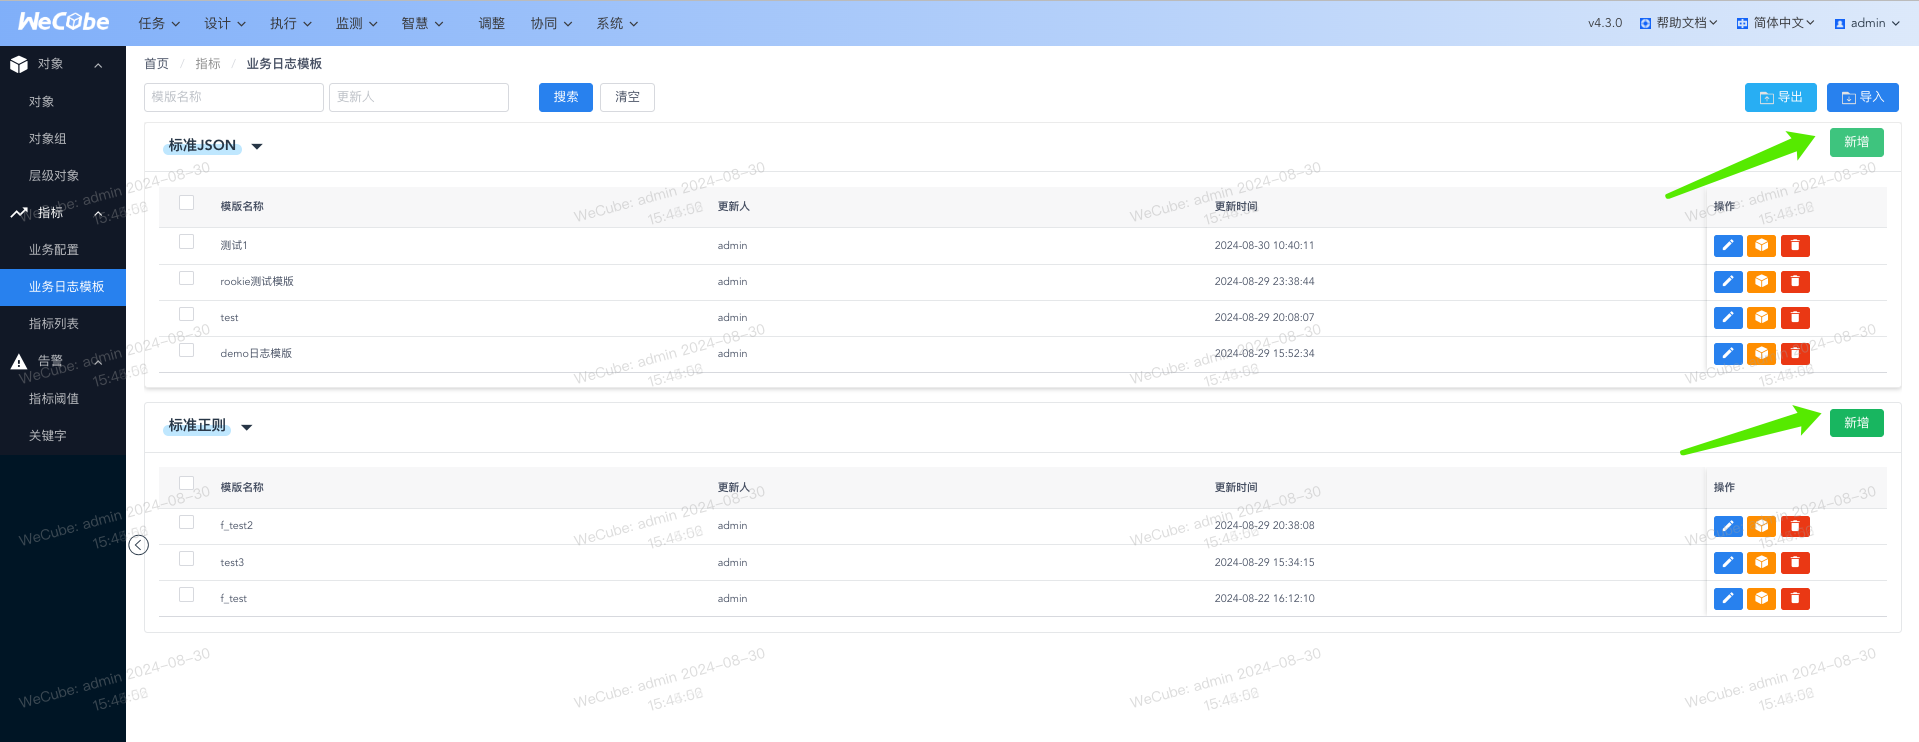 WeCube 任务 设计 执行 监测 智慧 调整 协同 系统 v4.3.0 帮助文档 简体中文 admin
对象
对象
对象组
层级对象
指标
业务配置
业务日志模板
指标列表
告警
指标阈值
关键字
首页 / 指标 / 业务日志模板
模版名称 更新人 搜索 清空 导出 导入
标准JSON 新增
模版名称 更新人 更新时间 操作
测试1 admin 2024-08-30 10:40:11
rookie测试模版 admin 2024-08-29 23:38:44
test admin 2024-08-29 20:08:07
demo日志模版 admin 2024-08-29 15:52:34
标准正则 新增
模版名称 更新人 更新时间 操作
f_test2 admin 2024-08-29 20:38:08
test3 admin 2024-08-29 15:34:15
f_test admin 2024-08-22 16:12:10
WeCube: admin 2024-08-30